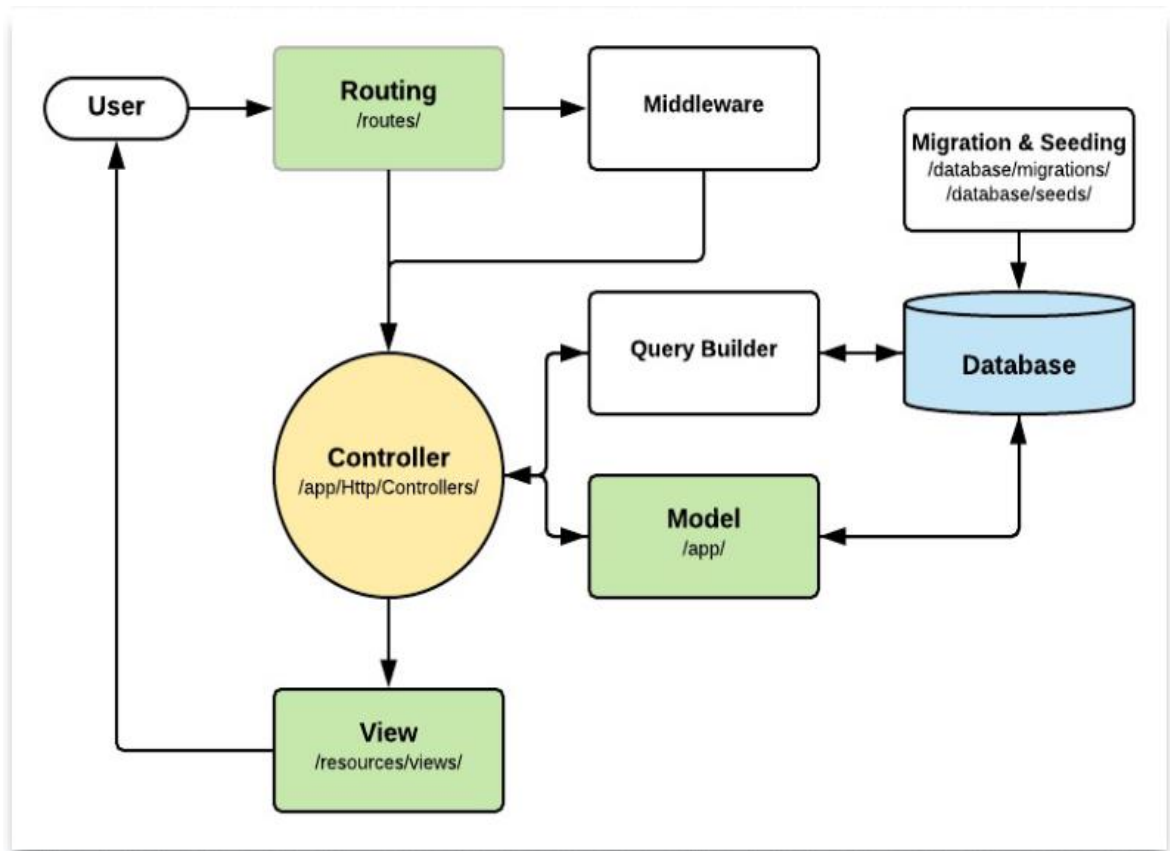 User
Routing
/routes/
Middleware
Migration & Seeding
/database/migrations/
/database/seeds/
Query Builder
Database
Controller
/app/Http/Controllers/
Model
/app/
View
/resources/views/